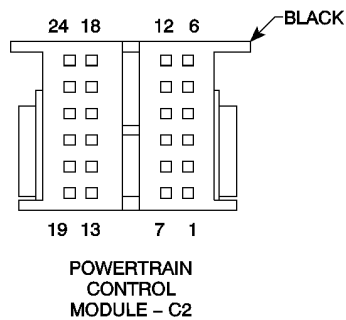 BLACK
24 18 12 6
19 13 7 1
POWERTRAIN
CONTROL
MODULE – C2